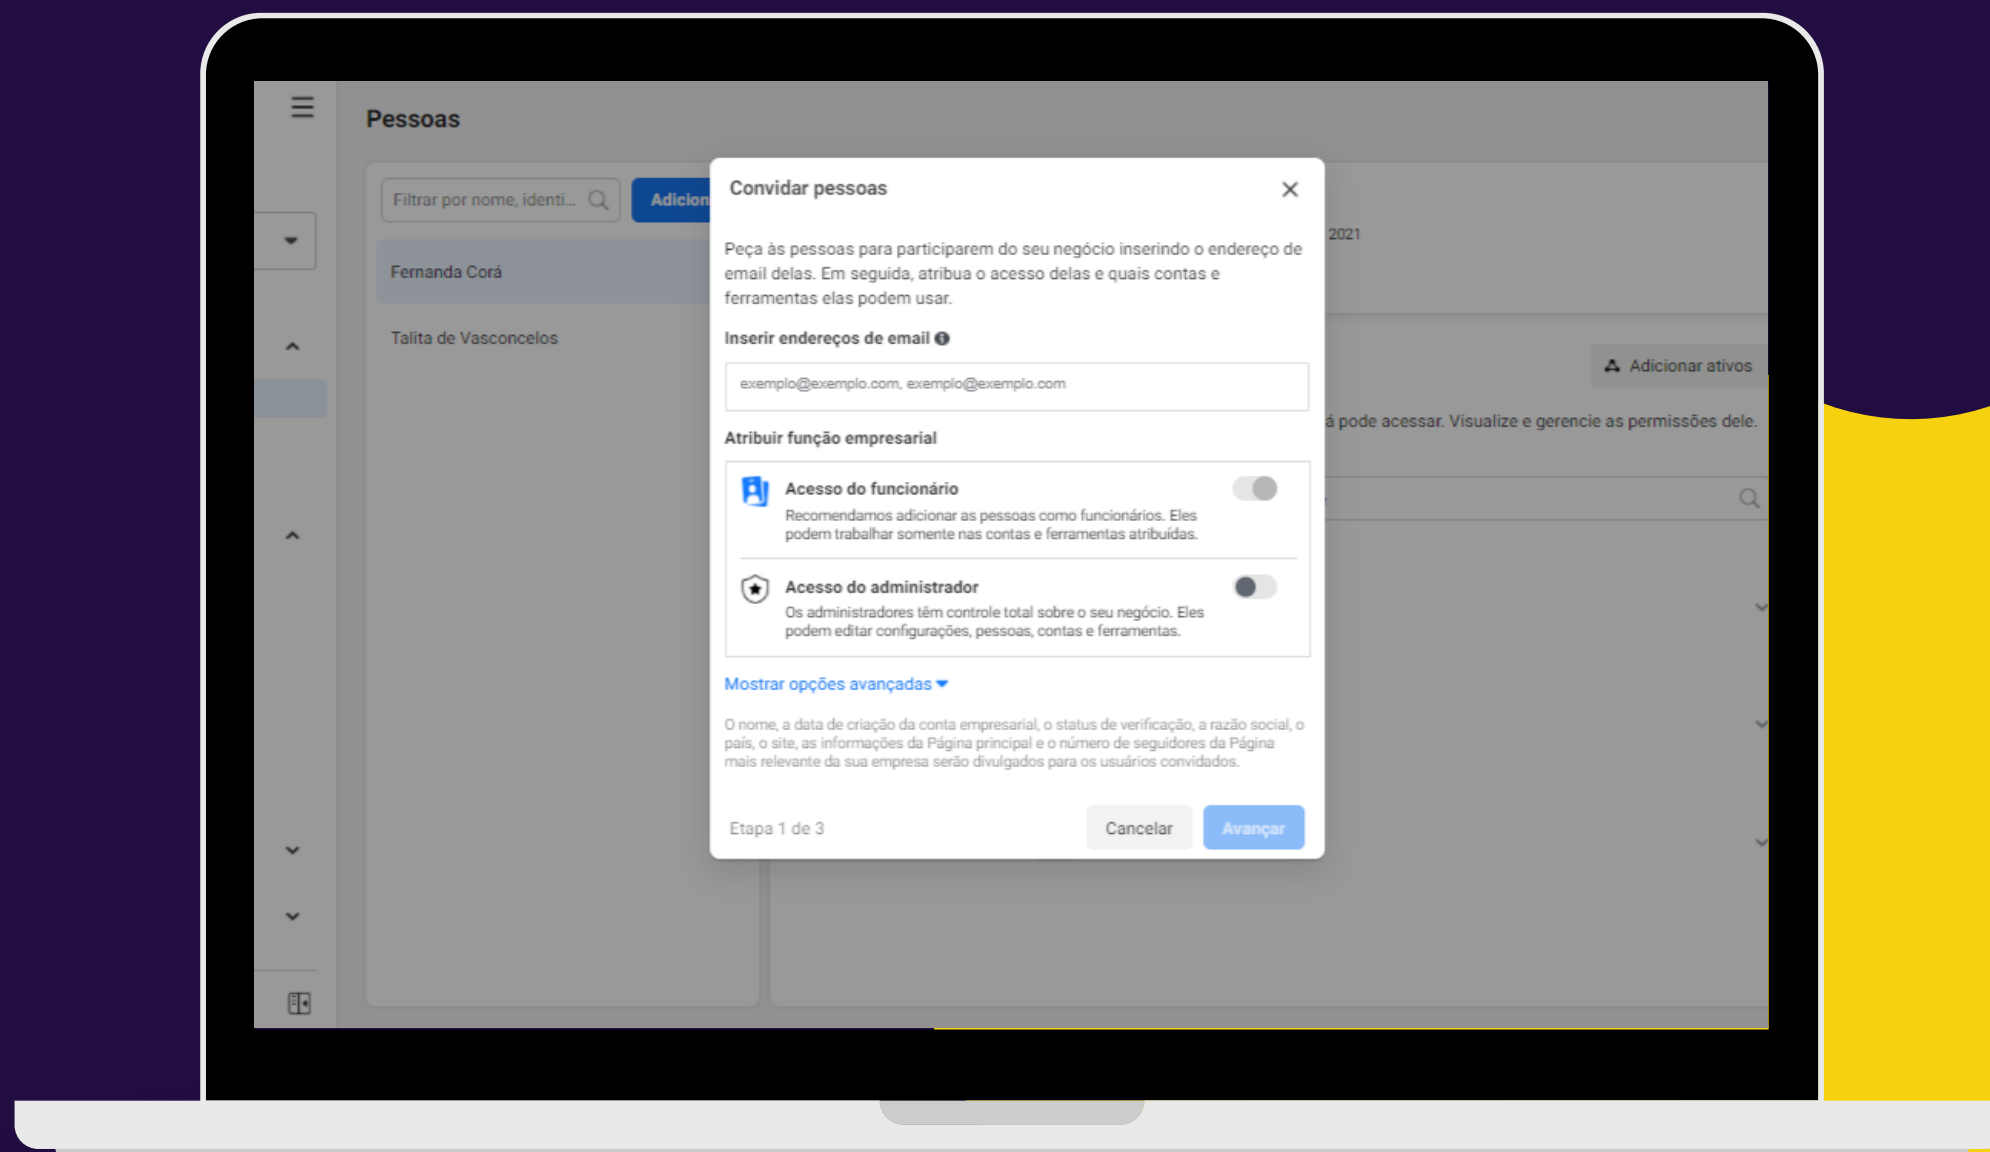 Pessoas
Filtrar por nome, identi...
Adicion
Fernanda Corá
Talita de Vasconcelos
2021
Adicionar ativos
á pode acessar. Visualize e gerencie as permissões dele.
Convidar pessoas
Peça às pessoas para participarem do seu negócio inserindo o endereço de
email delas. Em seguida, atribua o acesso delas e quais contas e
ferramentas elas podem usar.
Inserir endereços de email
exemplo@exemplo.com, exemplo@exemplo.com
Atribuir função empresarial
Acesso do funcionário
Recomendamos adicionar as pessoas como funcionários. Eles
podem trabalhar somente nas contas e ferramentas atribuídas.
Acesso do administrador
Os administradores têm controle total sobre o seu negócio. Eles
podem editar configurações, pessoas, contas e ferramentas.
Mostrar opções avançadas
O nome, a data de criação da conta empresarial, o status de verificação, a razão social, o
país, o site, as informações da Página principal e o número de seguidores da Página
mais relevante da sua empresa serão divulgados para os usuários convidados.
Etapa 1 de 3
Cancelar
Avançar